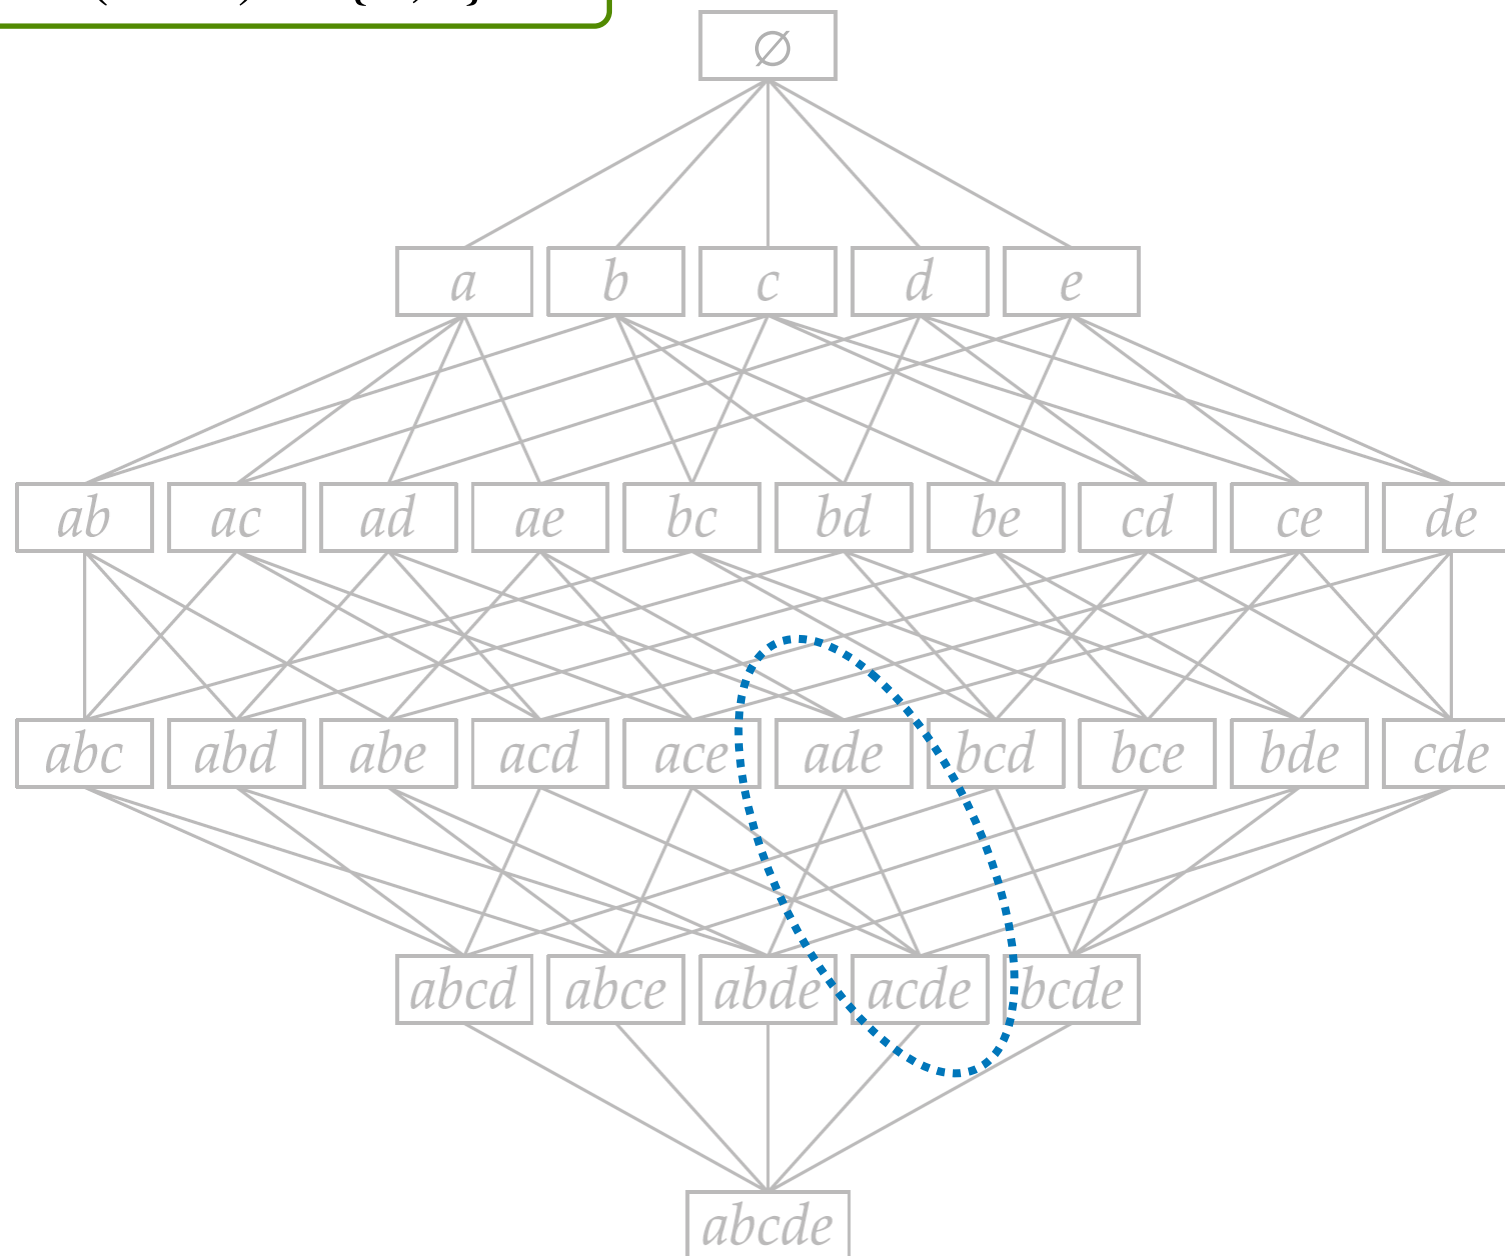 ∅
a b c d e
ab ac ad ae bc bd be cd ce de
abc abd abe acd ace ade bcd bce bde cde
abcd abce abde acde bcde
abcde